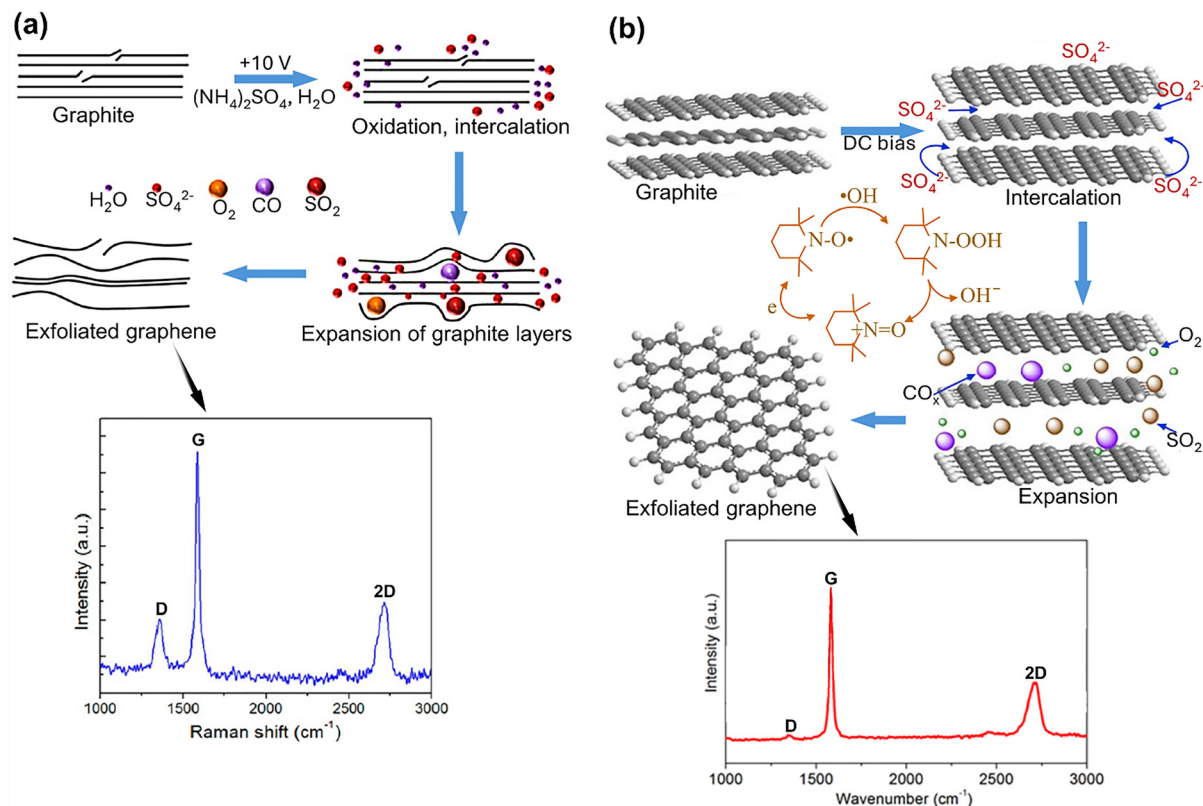 (a)
Graphite
+10 V
(NH₄)₂SO₄, H₂O
Oxidation, intercalation
H₂O
SO₄²⁻
O₂
CO
SO₂
Exfoliated graphene
Expansion of graphite layers
Intensity (a.u.)
D
G
2D
1000 1500 2000 2500 3000
Raman shift (cm⁻¹)
(b)
Graphite
DC bias
SO₄²⁻
SO₄²⁻
SO₄²⁻
SO₄²⁻
SO₄²⁻
Intercalation
•OH
N-O•
N-OOH
OH⁻
e
+N=O
O₂
COₓ
SO₂
Exfoliated graphene
Expansion
Intensity (a.u.)
D
G
2D
1000 1500 2000 2500 3000
Wavenumber (cm⁻¹)